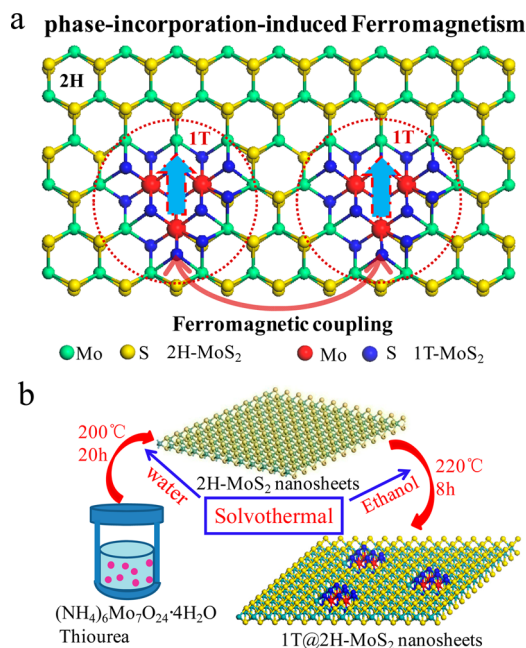 a
phase-incorporation-induced Ferromagnetism
2H
1T
1T
Ferromagnetic coupling
Mo S 2H-MoS₂ Mo S 1T-MoS₂
b
200℃
20h
water
2H-MoS₂ nanosheets
Solvothermal
Ethanol
220℃
8h
(NH₄)₆Mo₇O₂₄·4H₂O
Thiourea
1T@2H-MoS₂ nanosheets